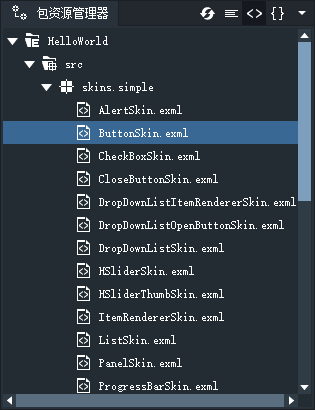 包资源管理器
HelloWorld
src
skins.simple
AlertSkin.exml
ButtonSkin.exml
CheckBoxSkin.exml
CloseButtonSkin.exml
DropDownListItemRendererSkin.exml
DropDownListOpenButtonSkin.exml
DropDownListSkin.exml
HSliderSkin.exml
HSliderThumbSkin.exml
ItemRendererSkin.exml
ListSkin.exml
PanelSkin.exml
ProgressBarSkin.exml